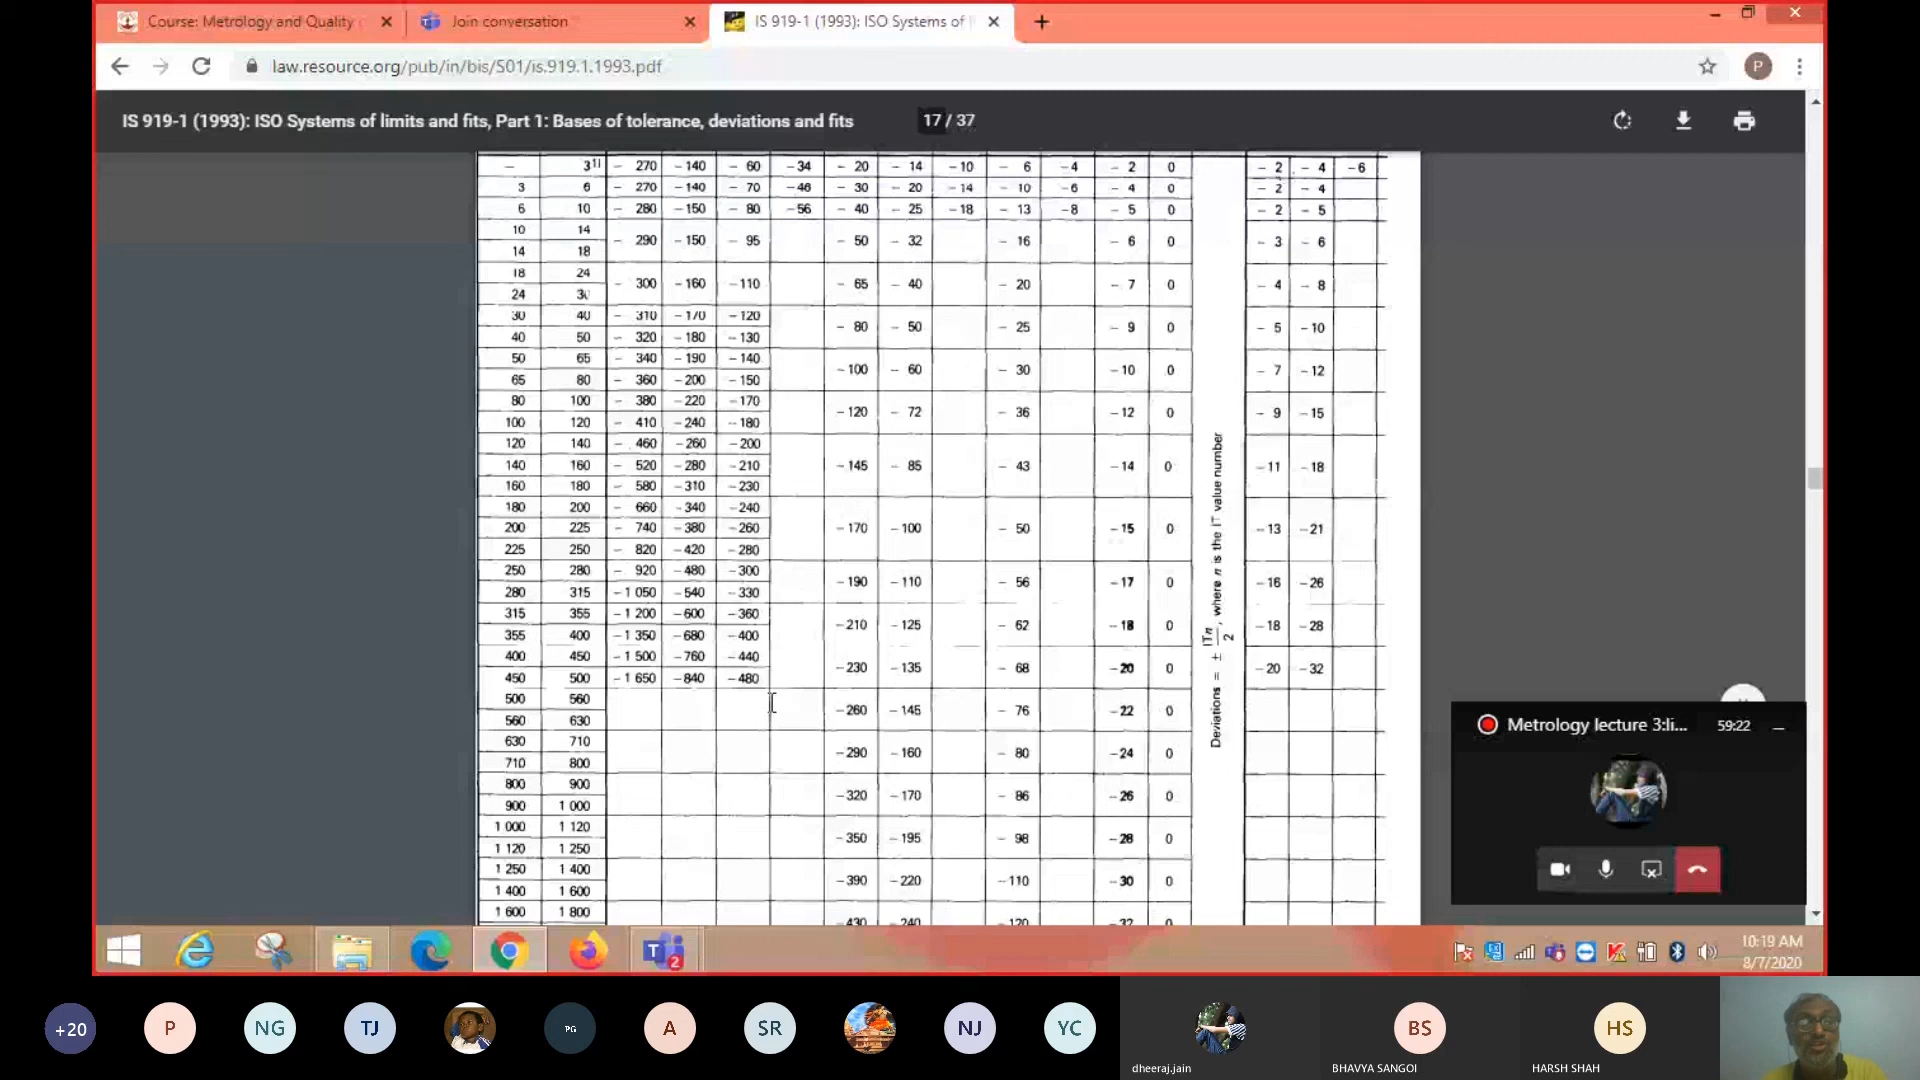 Course: Metrology and Quality
Join conversation
IS 919-1 (1993): ISO Systems of l
law.resource.org/pub/in/bis/S01/is.919.1.1993.pdf
P
IS 919-1 (1993): ISO Systems of limits and fits, Part 1: Bases of tolerance, deviations and fits
17 / 37
– 3 1) – 270 – 140 – 60 – 34 – 20 – 14 – 10 – 6 – 4 – 2 0 – 2 – 4 – 6
3 6 – 270 – 140 – 70 – 46 – 30 – 20 – 14 – 10 – 6 – 4 0 – 2 – 4
6 10 – 280 – 150 – 80 – 56 – 40 – 25 – 18 – 13 – 8 – 5 0 – 2 – 5
10 14
– 290 – 150 – 95 – 50 – 32 – 16 – 6 0 – 3 – 6
14 18
18 24
– 300 – 160 – 110 – 65 – 40 – 20 – 7 0 – 4 – 8
24 30
30 40 – 310 – 170 – 120
– 80 – 50 – 25 – 9 0 – 5 – 10
40 50 – 320 – 180 – 130
50 65 – 340 – 190 – 140
– 100 – 60 – 30 – 10 0 – 7 – 12
65 80 – 360 – 200 – 150
80 100 – 380 – 220 – 170
– 120 – 72 – 36 – 12 0 – 9 – 15
100 120 – 410 – 240 – 180
120 140 – 460 – 260 – 200
140 160 – 520 – 280 – 210 – 145 – 85 – 43 – 14 0 – 11 – 18
160 180 – 580 – 310 – 230
180 200 – 660 – 340 – 240
200 225 – 740 – 380 – 260 – 170 – 100 – 50 – 15 0 – 13 – 21
225 250 – 820 – 420 – 280
250 280 – 920 – 480 – 300
– 190 – 110 – 56 – 17 0 – 16 – 26
280 315 – 1 050 – 540 – 330
315 355 – 1 200 – 600 – 360
– 210 – 125 – 62 – 18 0 – 18 – 28
355 400 – 1 350 – 680 – 400
400 450 – 1 500 – 760 – 440
– 230 – 135 – 68 – 20 0 – 20 – 32
450 500 – 1 650 – 840 – 480
500 560
– 260 – 145 – 76 – 22 0
560 630
630 710
– 290 – 160 – 80 – 24 0
710 800
800 900
– 320 – 170 – 86 – 26 0
900 1 000
1 000 1 120
– 350 – 195 – 98 – 28 0
1 120 1 250
1 250 1 400
– 390 – 220 – 110 – 30 0
1 400 1 600
1 600 1 800
– 430 – 240 – 120 – 32 0
Deviations = ± ITn/2, where n is the IT value number
Metrology lecture 3:li... 59:22
2
10:19 AM
8/7/2020
+20 P NG TJ PG A SR NJ YC BS HS
dheeraj.jain BHAVYA SANGOI HARSH SHAH